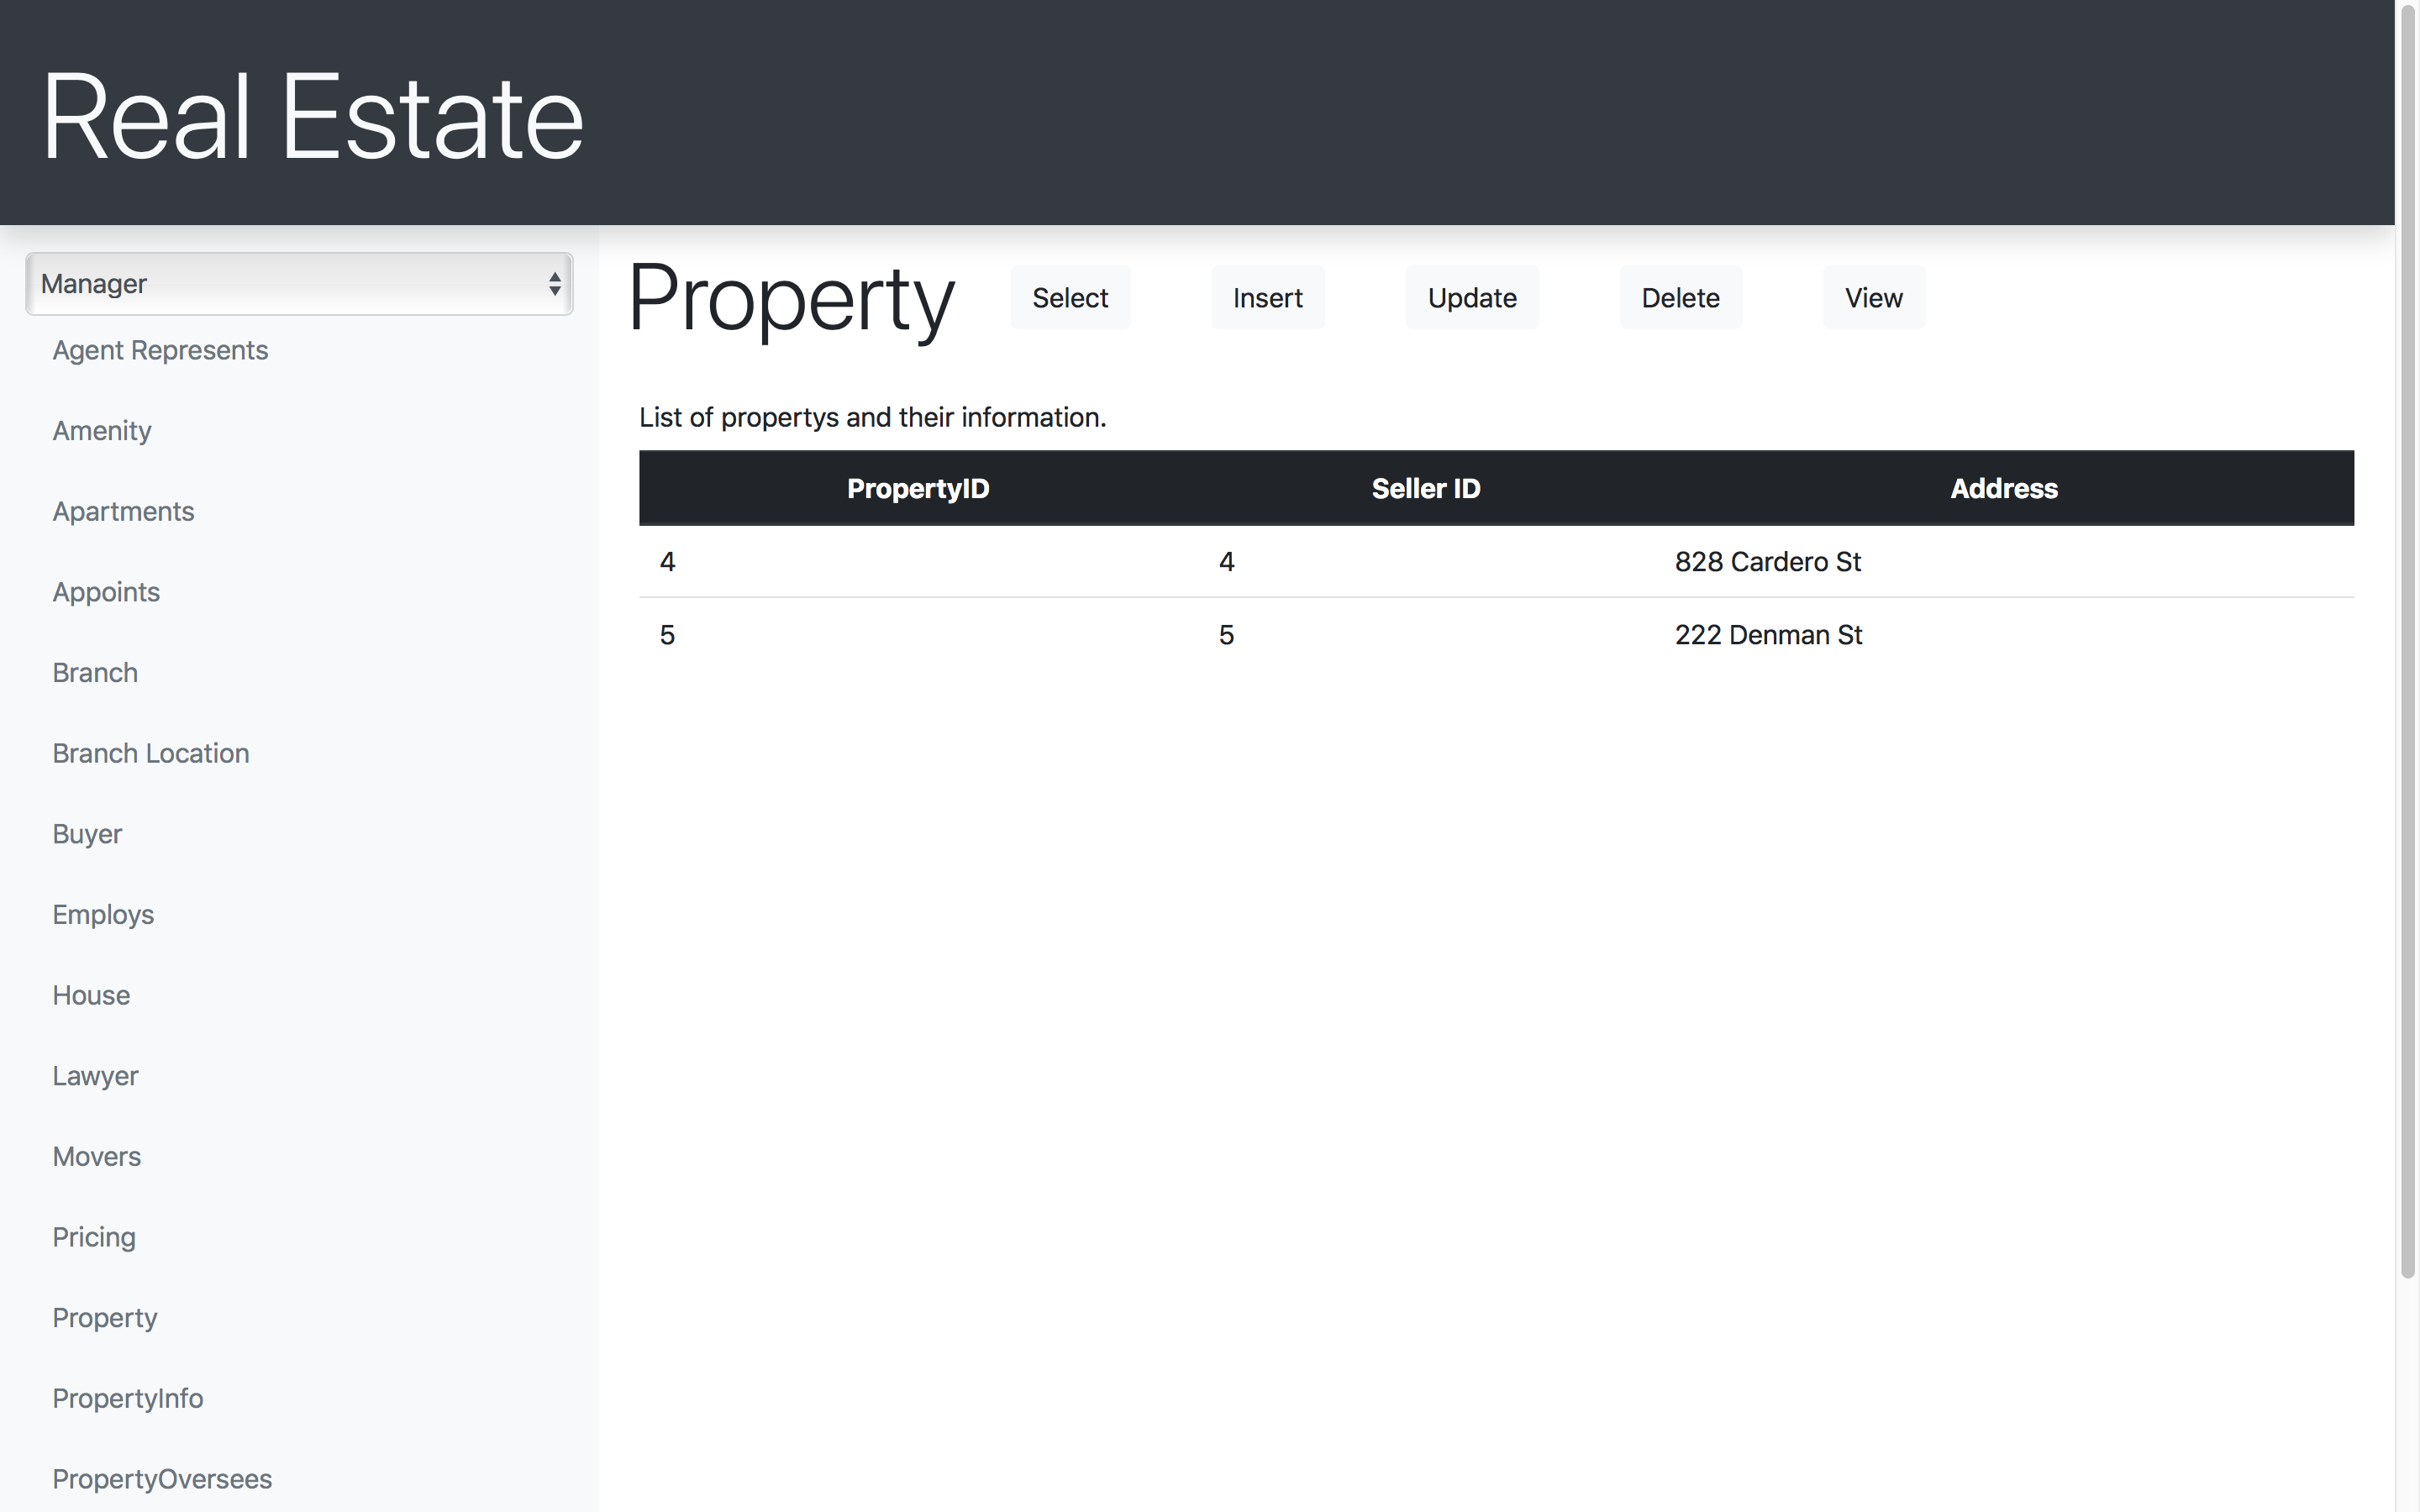 Real Estate
Manager
Agent Represents
Amenity
Apartments
Appoints
Branch
Branch Location
Buyer
Employs
House
Lawyer
Movers
Pricing
Property
PropertyInfo
PropertyOversees
Property Select Insert Update Delete View
List of propertys and their information.
PropertyID Seller ID Address
4 4 828 Cardero St
5 5 222 Denman St